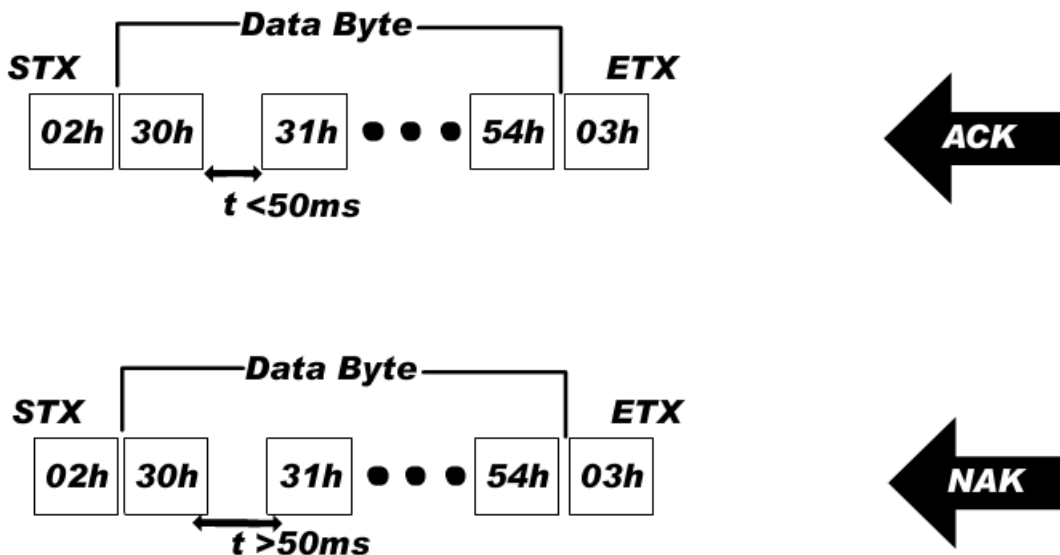 Data Byte
STX ETX
02h 30h 31h 54h 03h ACK
t <50ms
Data Byte
STX ETX
02h 30h 31h 54h 03h NAK
t >50ms